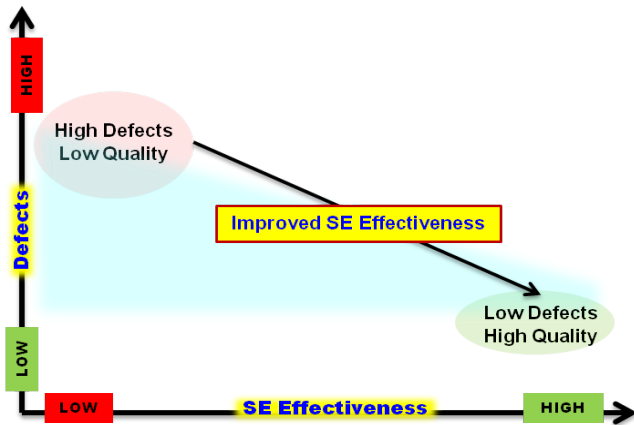 HIGH
High Defects
Low Quality
Improved SE Effectiveness
Defects
Low Defects
High Quality
LOW
LOW
SE Effectiveness
HIGH